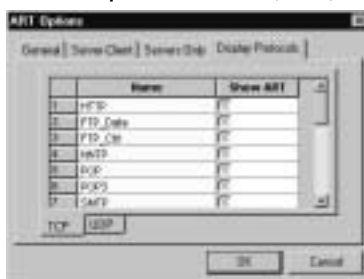 ART Options
General Server-Client Servers Only Display Protocols
Name Show ART
1 HTTP
2 FTP_Data
3 FTP_Ctrl
4 NNTP
5 POP
6 POP3
7 SMTP
TCP UDP
OK Cancel